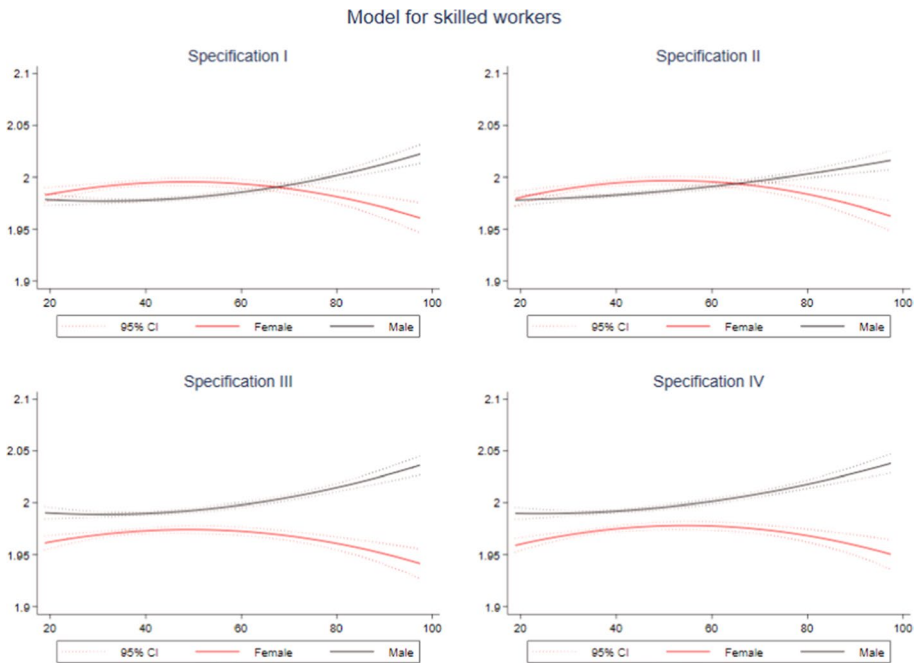 Model for skilled workers
Specification I
2.1
2.05
2
1.95
1.9
20 40 60 80 100
95% CI Female Male
Specification II
2.1
2.05
2
1.95
1.9
20 40 60 80 100
95% CI Female Male
Specification III
2.1
2.05
2
1.95
1.9
20 40 60 80 100
95% CI Female Male
Specification IV
2.1
2.05
2
1.95
1.9
20 40 60 80 100
95% CI Female Male